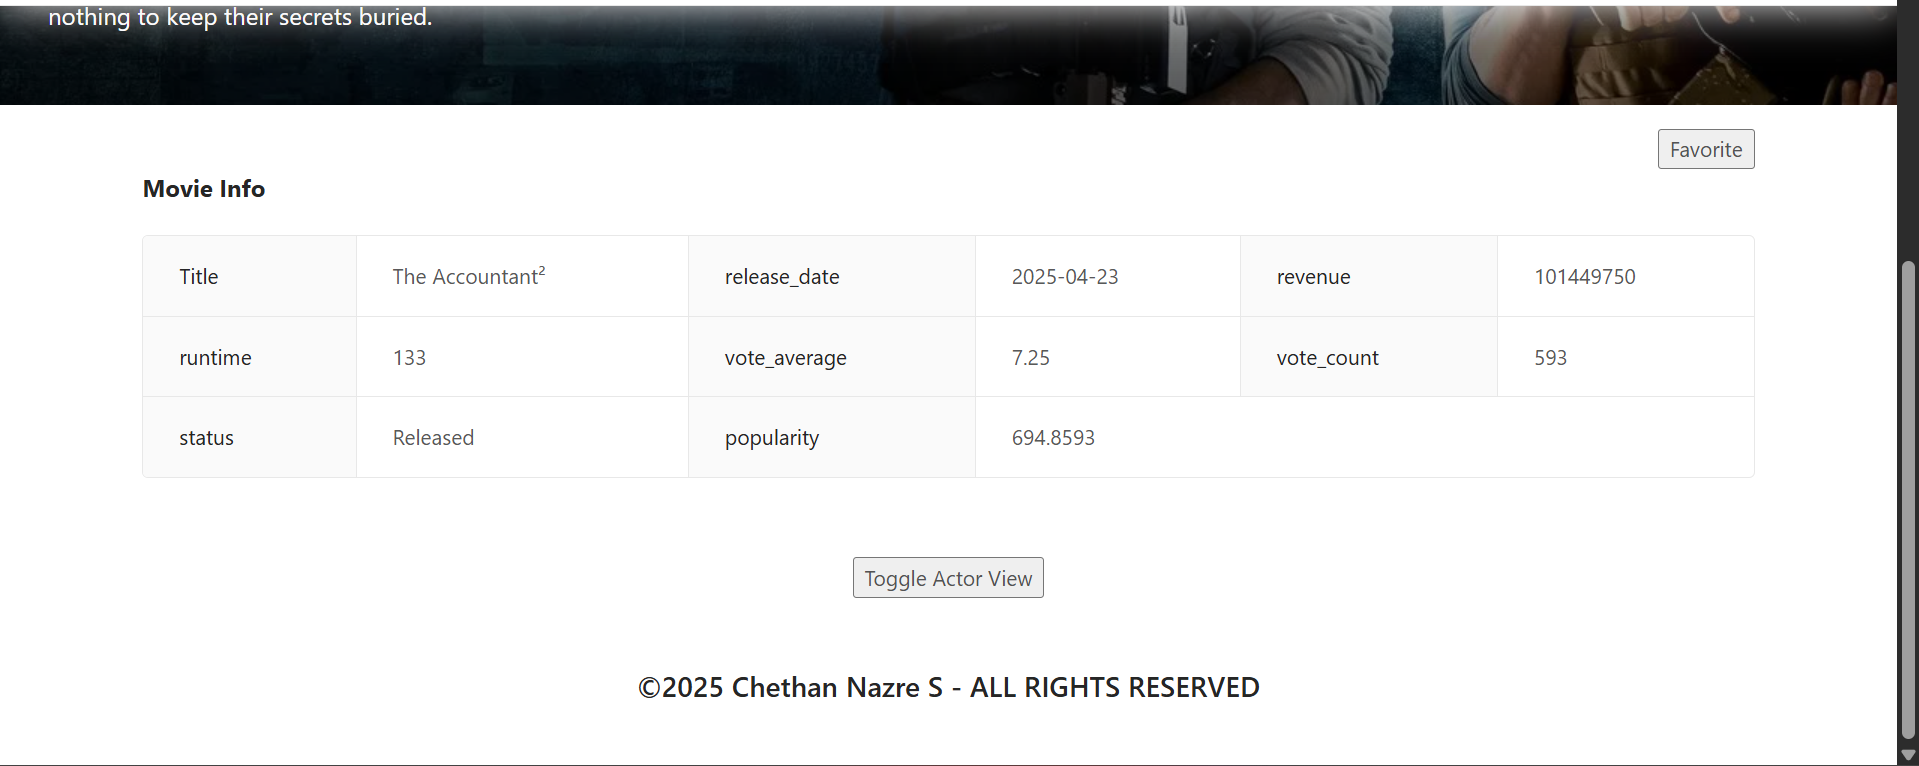 nothing to keep their secrets buried.
Favorite
Movie Info
Title The Accountant² release_date 2025-04-23 revenue 101449750
runtime 133 vote_average 7.25 vote_count 593
status Released popularity 694.8593
Toggle Actor View
©2025 Chethan Nazre S - ALL RIGHTS RESERVED